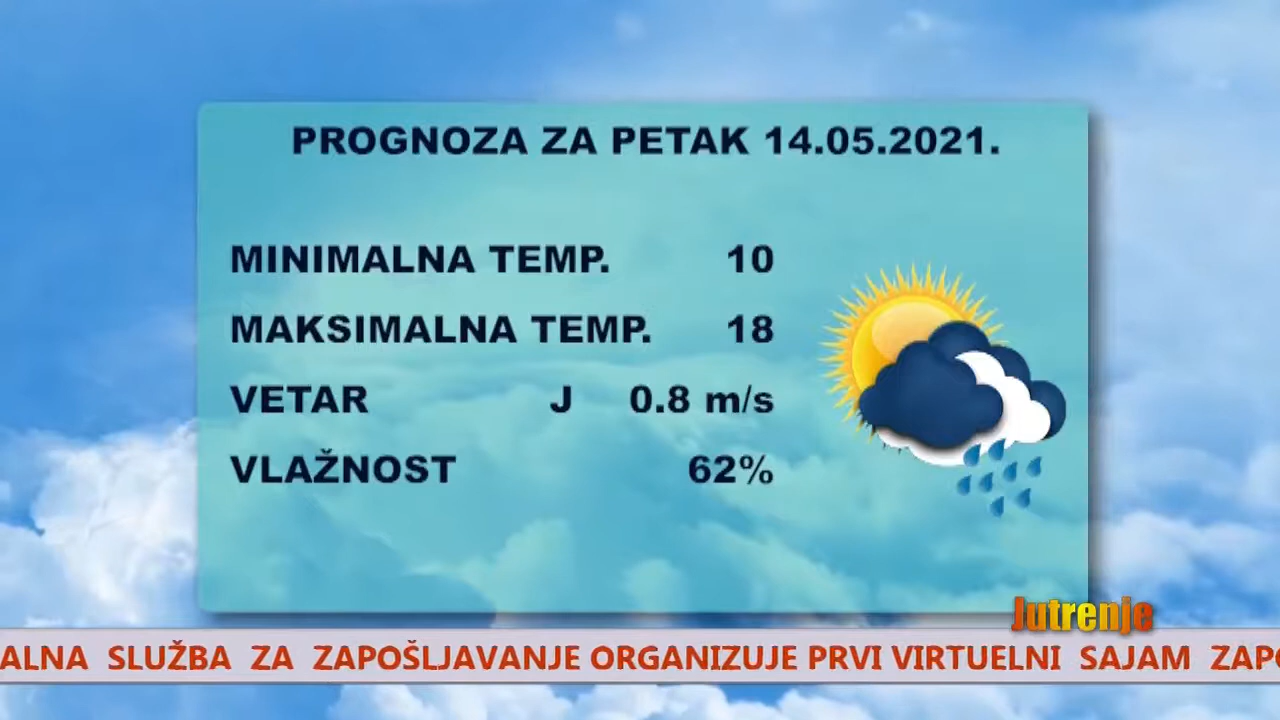 PROGNOZA ZA PETAK 14.05.2021.
MINIMALNA TEMP. 10
MAKSIMALNA TEMP. 18
VETAR J 0.8 m/s
VLAŽNOST 62%
Jutrenje
ALNA SLUŽBA ZA ZAPOŠLJAVANJE ORGANIZUJE PRVI VIRTUELNI SAJAM ZAPO